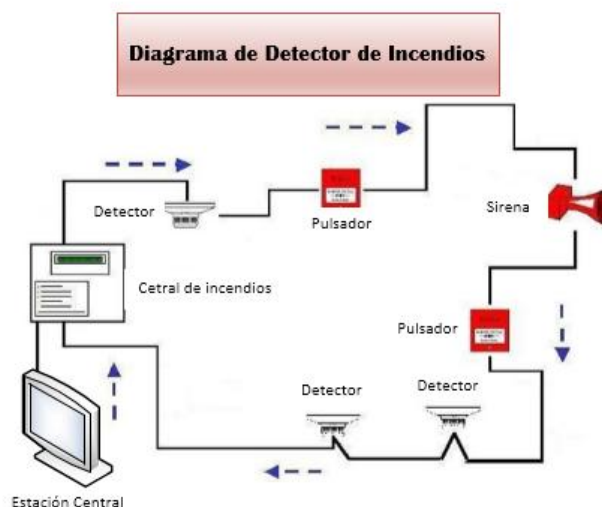 Diagrama de Detector de Incendios
Detector
Pulsador
Sirena
Cetral de incendios
Pulsador
Detector
Detector
Estación Central